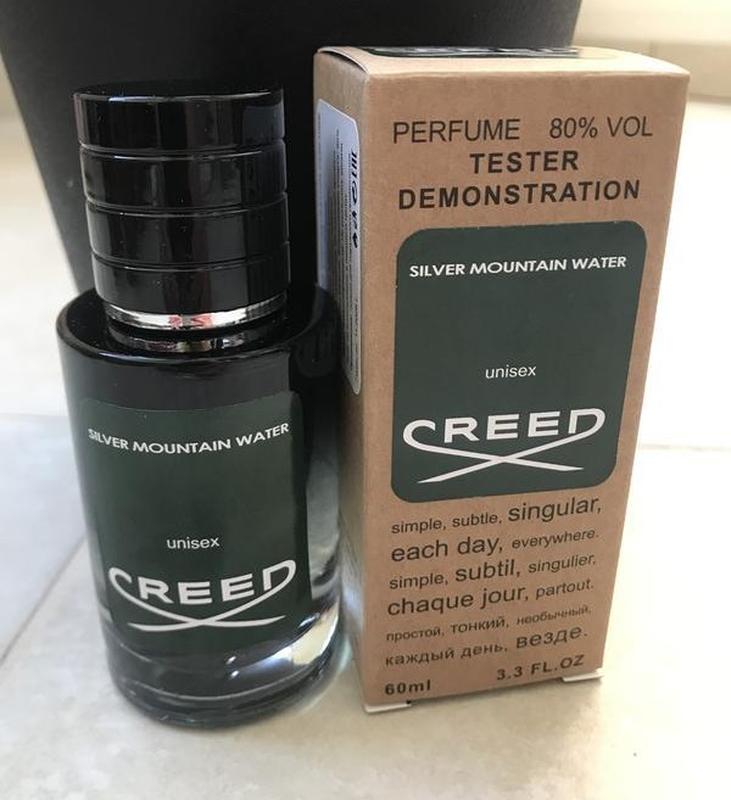 SILVER MOUNTAIN WATER
unisex
CREED
PERFUME 80% VOL
TESTER
DEMONSTRATION
SILVER MOUNTAIN WATER
unisex
CREED
simple, subtle, singular,
each day, everywhere.
simple, subtil, singulier,
chaque jour, partout.
простой, тонкий, необычный,
каждый день, везде.
60ml 3.3 FL.OZ